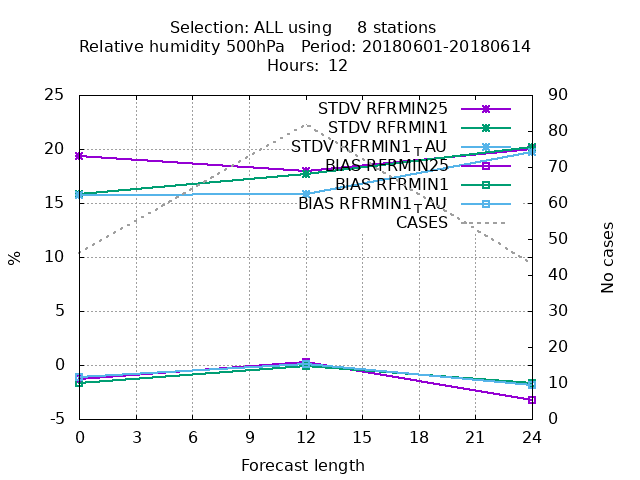 Selection: ALL using     8 stations
Relative humidity 500hPa   Period: 20180601-20180614
Hours: 12
25
20
15
10
5
0
-5
90
80
70
60
50
40
30
20
10
0
STDV RFRMIN25
STDV RFRMIN1
STDV RFRMIN1_TAU
BIAS RFRMIN25
BIAS RFRMIN1
BIAS RFRMIN1_TAU
CASES
%
No cases
0 3 6 9 12 15 18 21 24
Forecast length